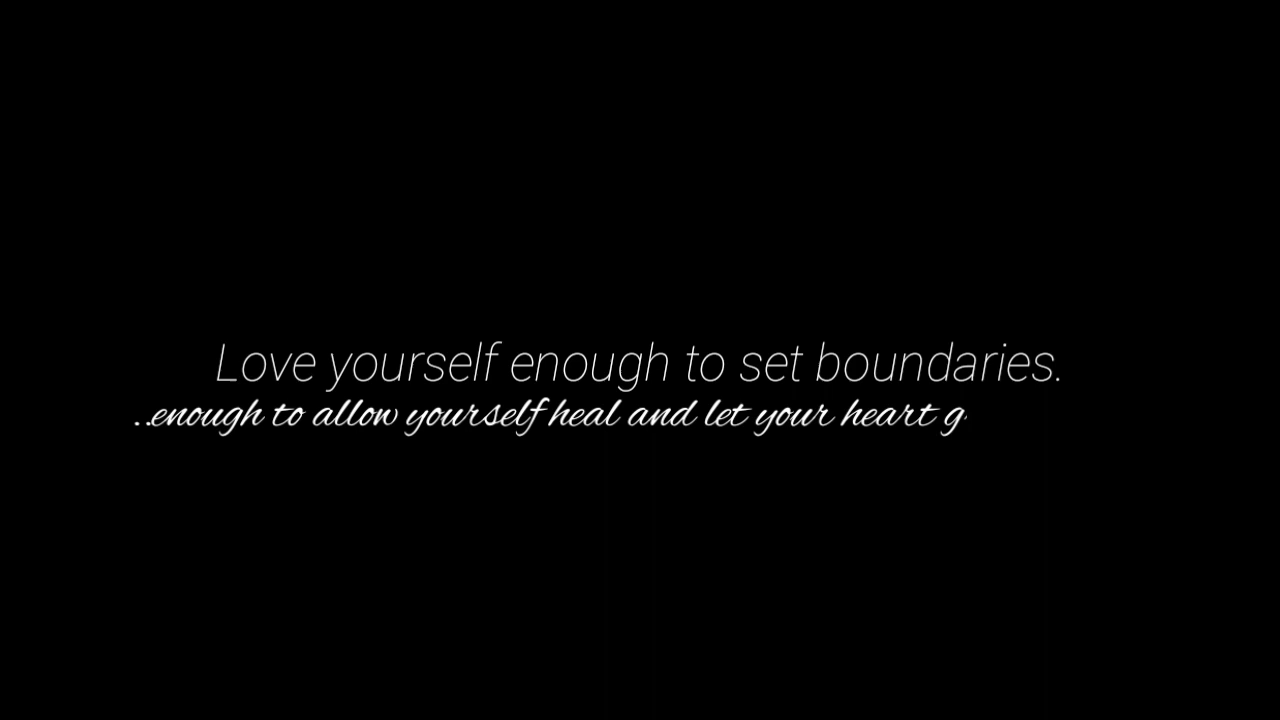 Love yourself enough to set boundaries.
..enough to allow yourself heal and let your heart g